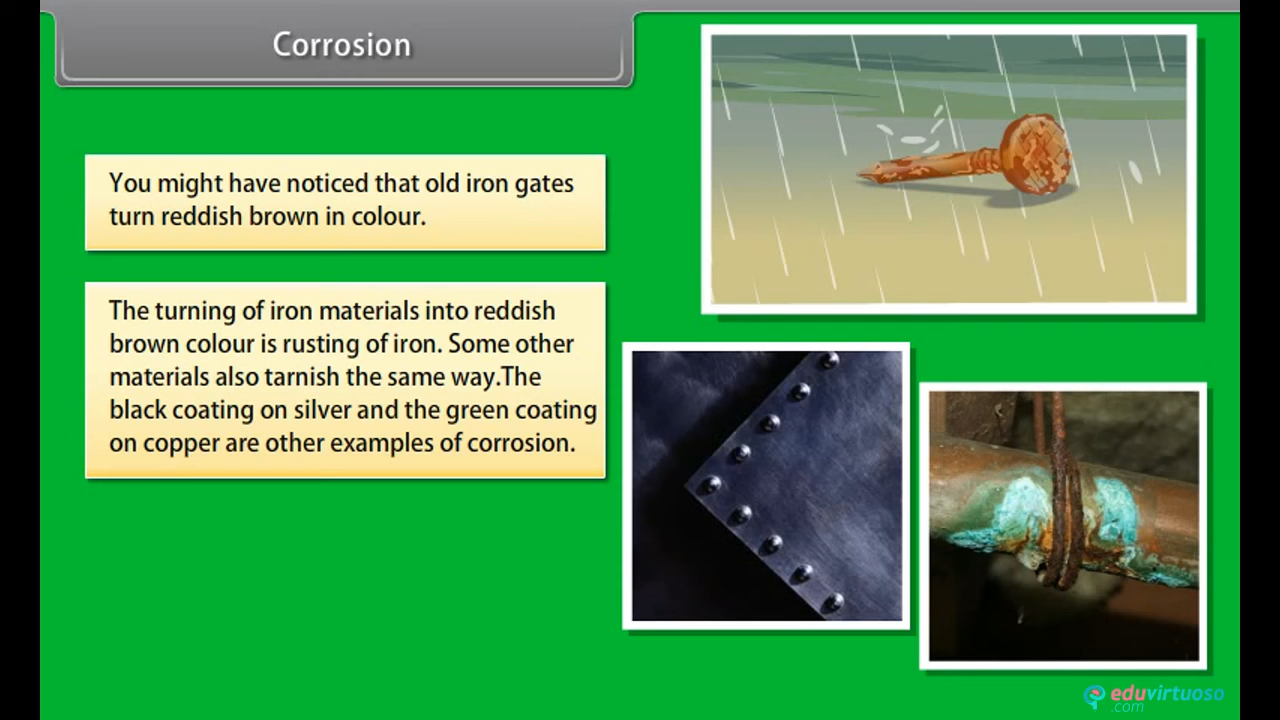 Corrosion
You might have noticed that old iron gates
turn reddish brown in colour.
The turning of iron materials into reddish
brown colour is rusting of iron. Some other
materials also tarnish the same way.The
black coating on silver and the green coating
on copper are other examples of corrosion.
eduvirtuoso
.com